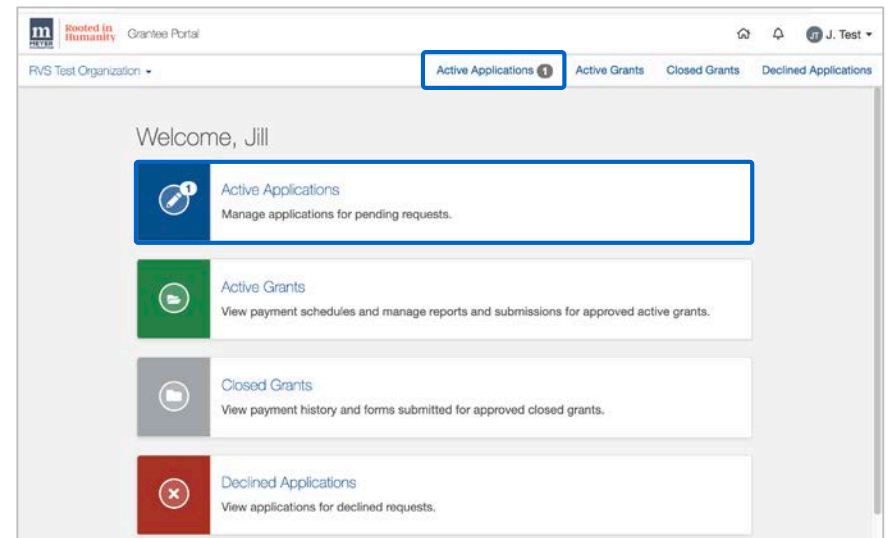 m
MEYER
Rooted in
Humanity
Grantee Portal
JT J. Test
RVS Test Organization
Active Applications 1
Active Grants
Closed Grants
Declined Applications
Welcome, Jill
1
Active Applications
Manage applications for pending requests.
Active Grants
View payment schedules and manage reports and submissions for approved active grants.
Closed Grants
View payment history and forms submitted for approved closed grants.
Declined Applications
View applications for declined requests.